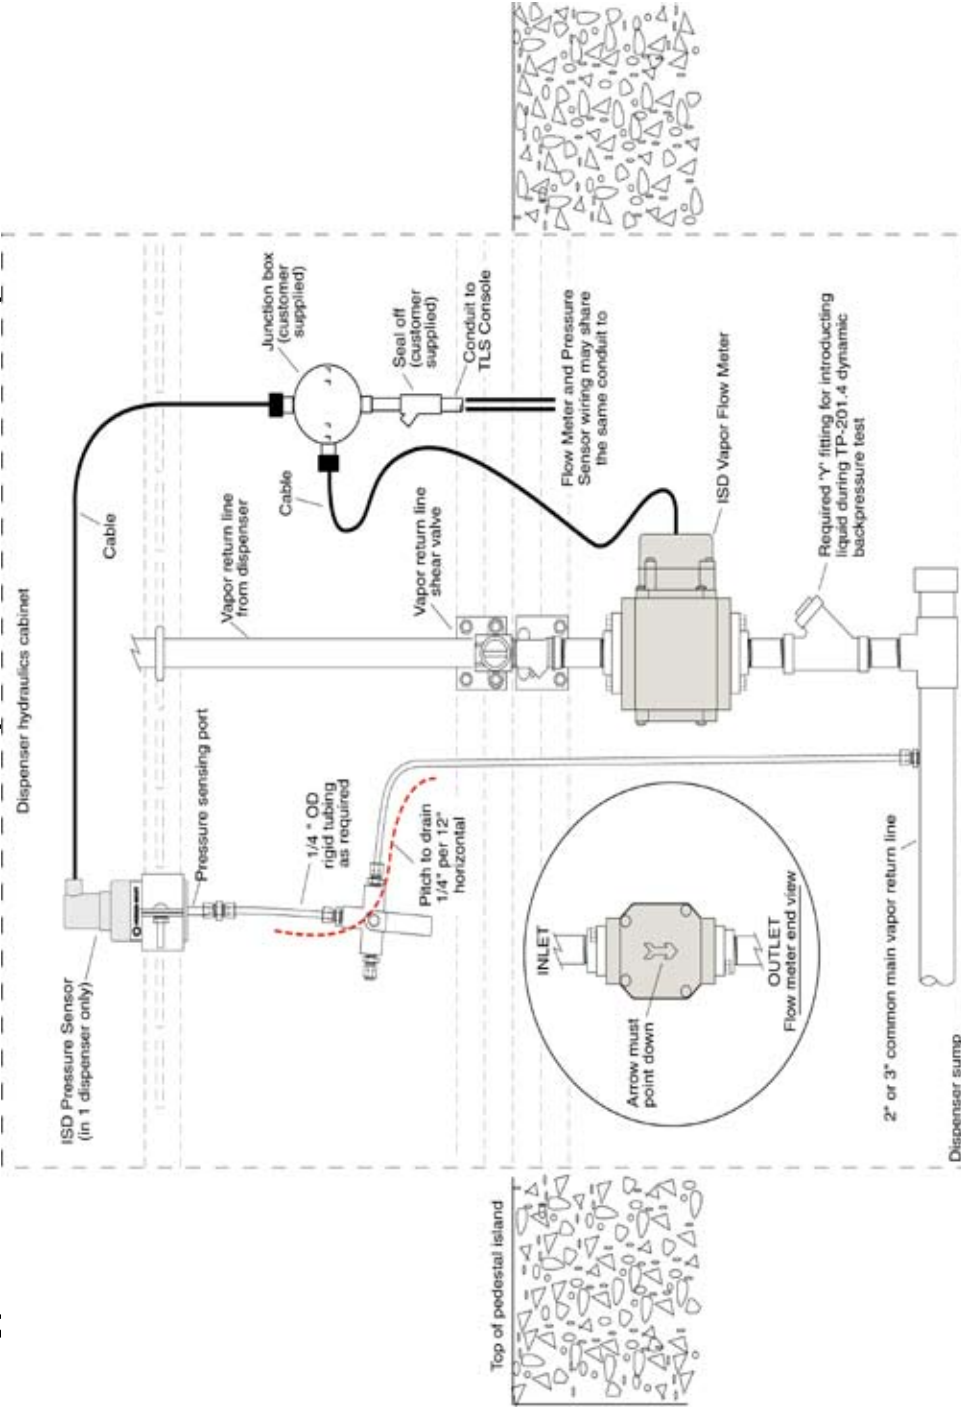 Dispenser hydraulics cabinet
ISD Pressure Sensor
(in 1 dispenser only)
Cable
Pressure sensing port
Vapor return line
from dispenser
Junction box
(customer
supplied)
Cable
1/4 " OD
rigid tubing
as required
Seal off
(customer
supplied)
Vapor return line
shear valve
Pitch to drain
1/4" per 12"
horizontal
Conduit to
TLS Console
Top of pedestal island
Flow Meter and Pressure
Sensor wiring may share
the same conduit to
INLET
Arrow must
point down
ISD Vapor Flow Meter
OUTLET
Flow meter end view
Required 'Y' fitting for introducting
liquid during TP-201.4 dynamic
backpressure test
2" or 3" common main vapor return line
Dispenser sump